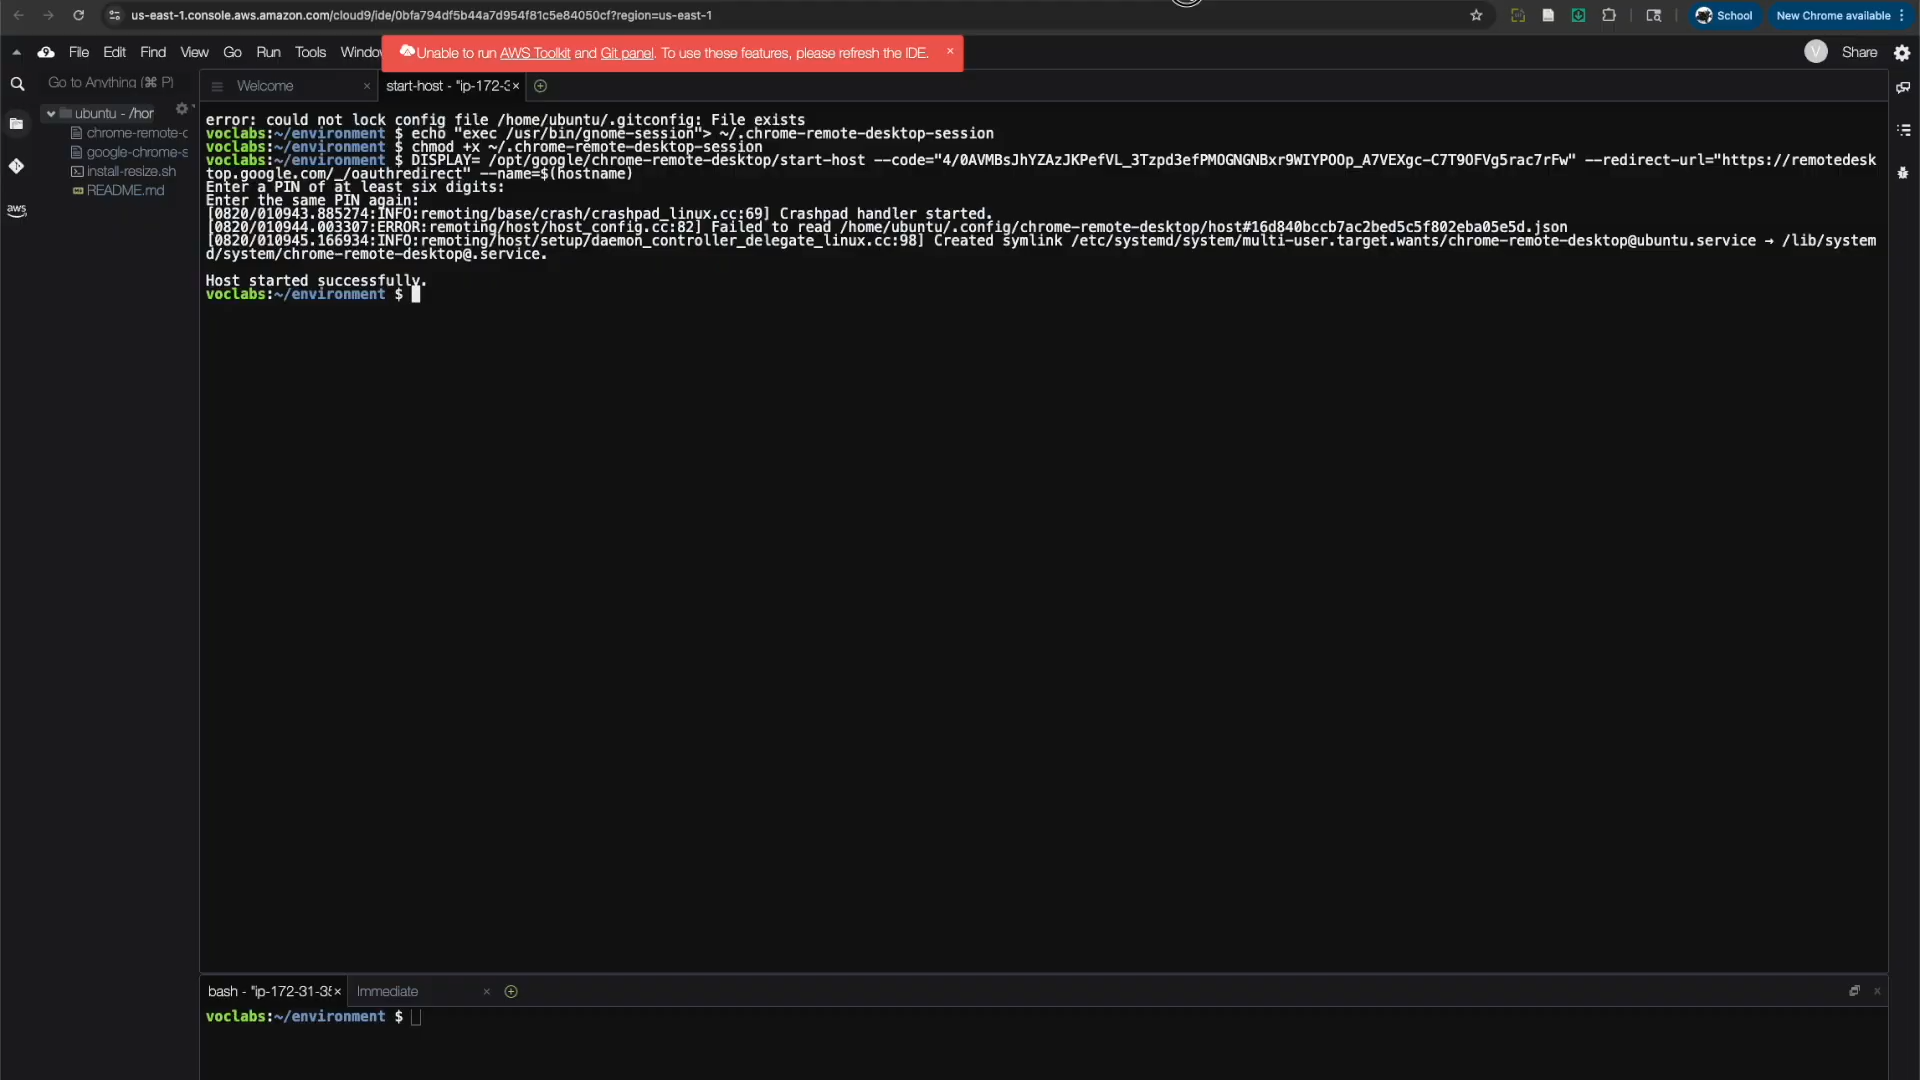 us-east-1.console.aws.amazon.com/cloud9/ide/0bfa794df5b44a7d954f81c5e84050cf?region=us-east-1
School
New Chrome available
File Edit Find View Go Run Tools Windo
Unable to run AWS Toolkit and Git panel. To use these features, please refresh the IDE. ×
V Share
Go to Anything (⌘ P)
Welcome ×
start-host - "ip-172-3 ×
ubuntu - /hor
chrome-remote-c
google-chrome-s
install-resize.sh
README.md
aws
error: could not lock config file /home/ubuntu/.gitconfig: File exists
voclabs:~/environment $ echo "exec /usr/bin/gnome-session"> ~/.chrome-remote-desktop-session
voclabs:~/environment $ chmod +x ~/.chrome-remote-desktop-session
voclabs:~/environment $ DISPLAY= /opt/google/chrome-remote-desktop/start-host --code="4/0AVMBsJhYZAzJKPefVL_3Tzpd3efPMOGNGNBxr9WIYPOOp_A7VEXgc-C7T9OFVg5rac7rFw" --redirect-url="https://remotedesk
top.google.com/_/oauthredirect" --name=$(hostname)
Enter a PIN of at least six digits:
Enter the same PIN again:
[0820/010943.885274:INFO:remoting/base/crash/crashpad_linux.cc:69] Crashpad handler started.
[0820/010944.003307:ERROR:remoting/host/host_config.cc:82] Failed to read /home/ubuntu/.config/chrome-remote-desktop/host#16d840bccb7ac2bed5c5f802eba05e5d.json
[0820/010945.166934:INFO:remoting/host/setup/daemon_controller_delegate_linux.cc:98] Created symlink /etc/systemd/system/multi-user.target.wants/chrome-remote-desktop@ubuntu.service → /lib/system
d/system/chrome-remote-desktop@.service.
Host started successfully.
voclabs:~/environment $
bash - "ip-172-31-35 ×
Immediate ×
voclabs:~/environment $